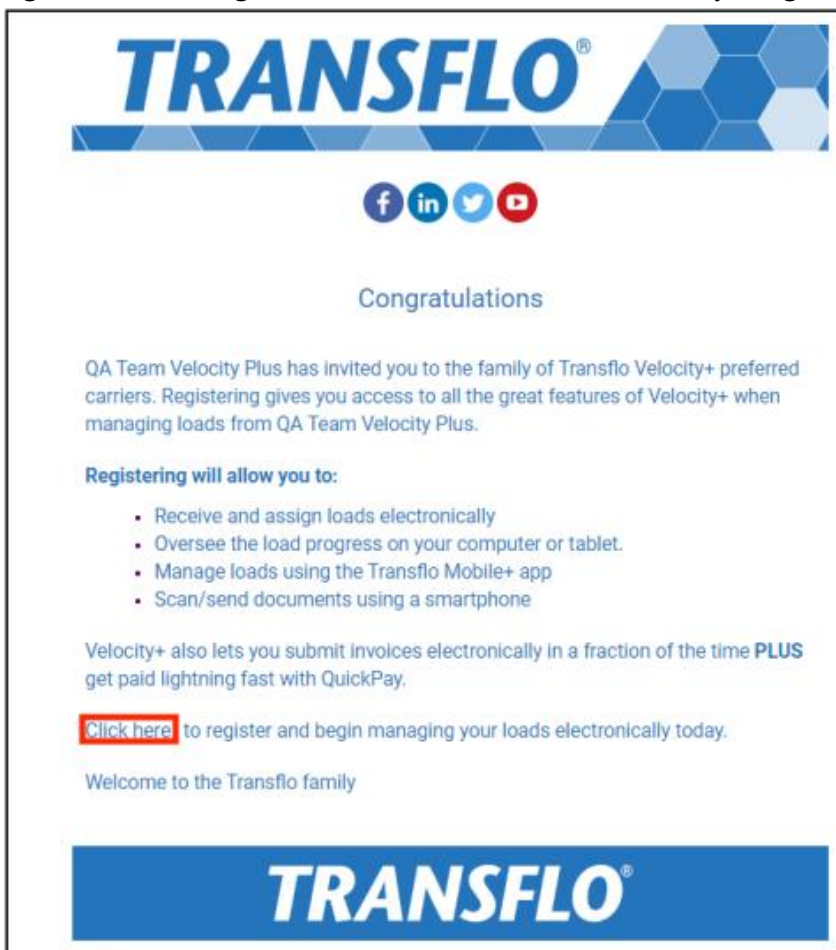 TRANSFLO®
f in
Congratulations
QA Team Velocity Plus has invited you to the family of Transflo Velocity+ preferred
carriers. Registering gives you access to all the great features of Velocity+ when
managing loads from QA Team Velocity Plus.
Registering will allow you to:
• Receive and assign loads electronically
• Oversee the load progress on your computer or tablet.
• Manage loads using the Transflo Mobile+ app
• Scan/send documents using a smartphone
Velocity+ also lets you submit invoices electronically in a fraction of the time PLUS
get paid lightning fast with QuickPay.
Click here to register and begin managing your loads electronically today.
Welcome to the Transflo family
TRANSFLO®